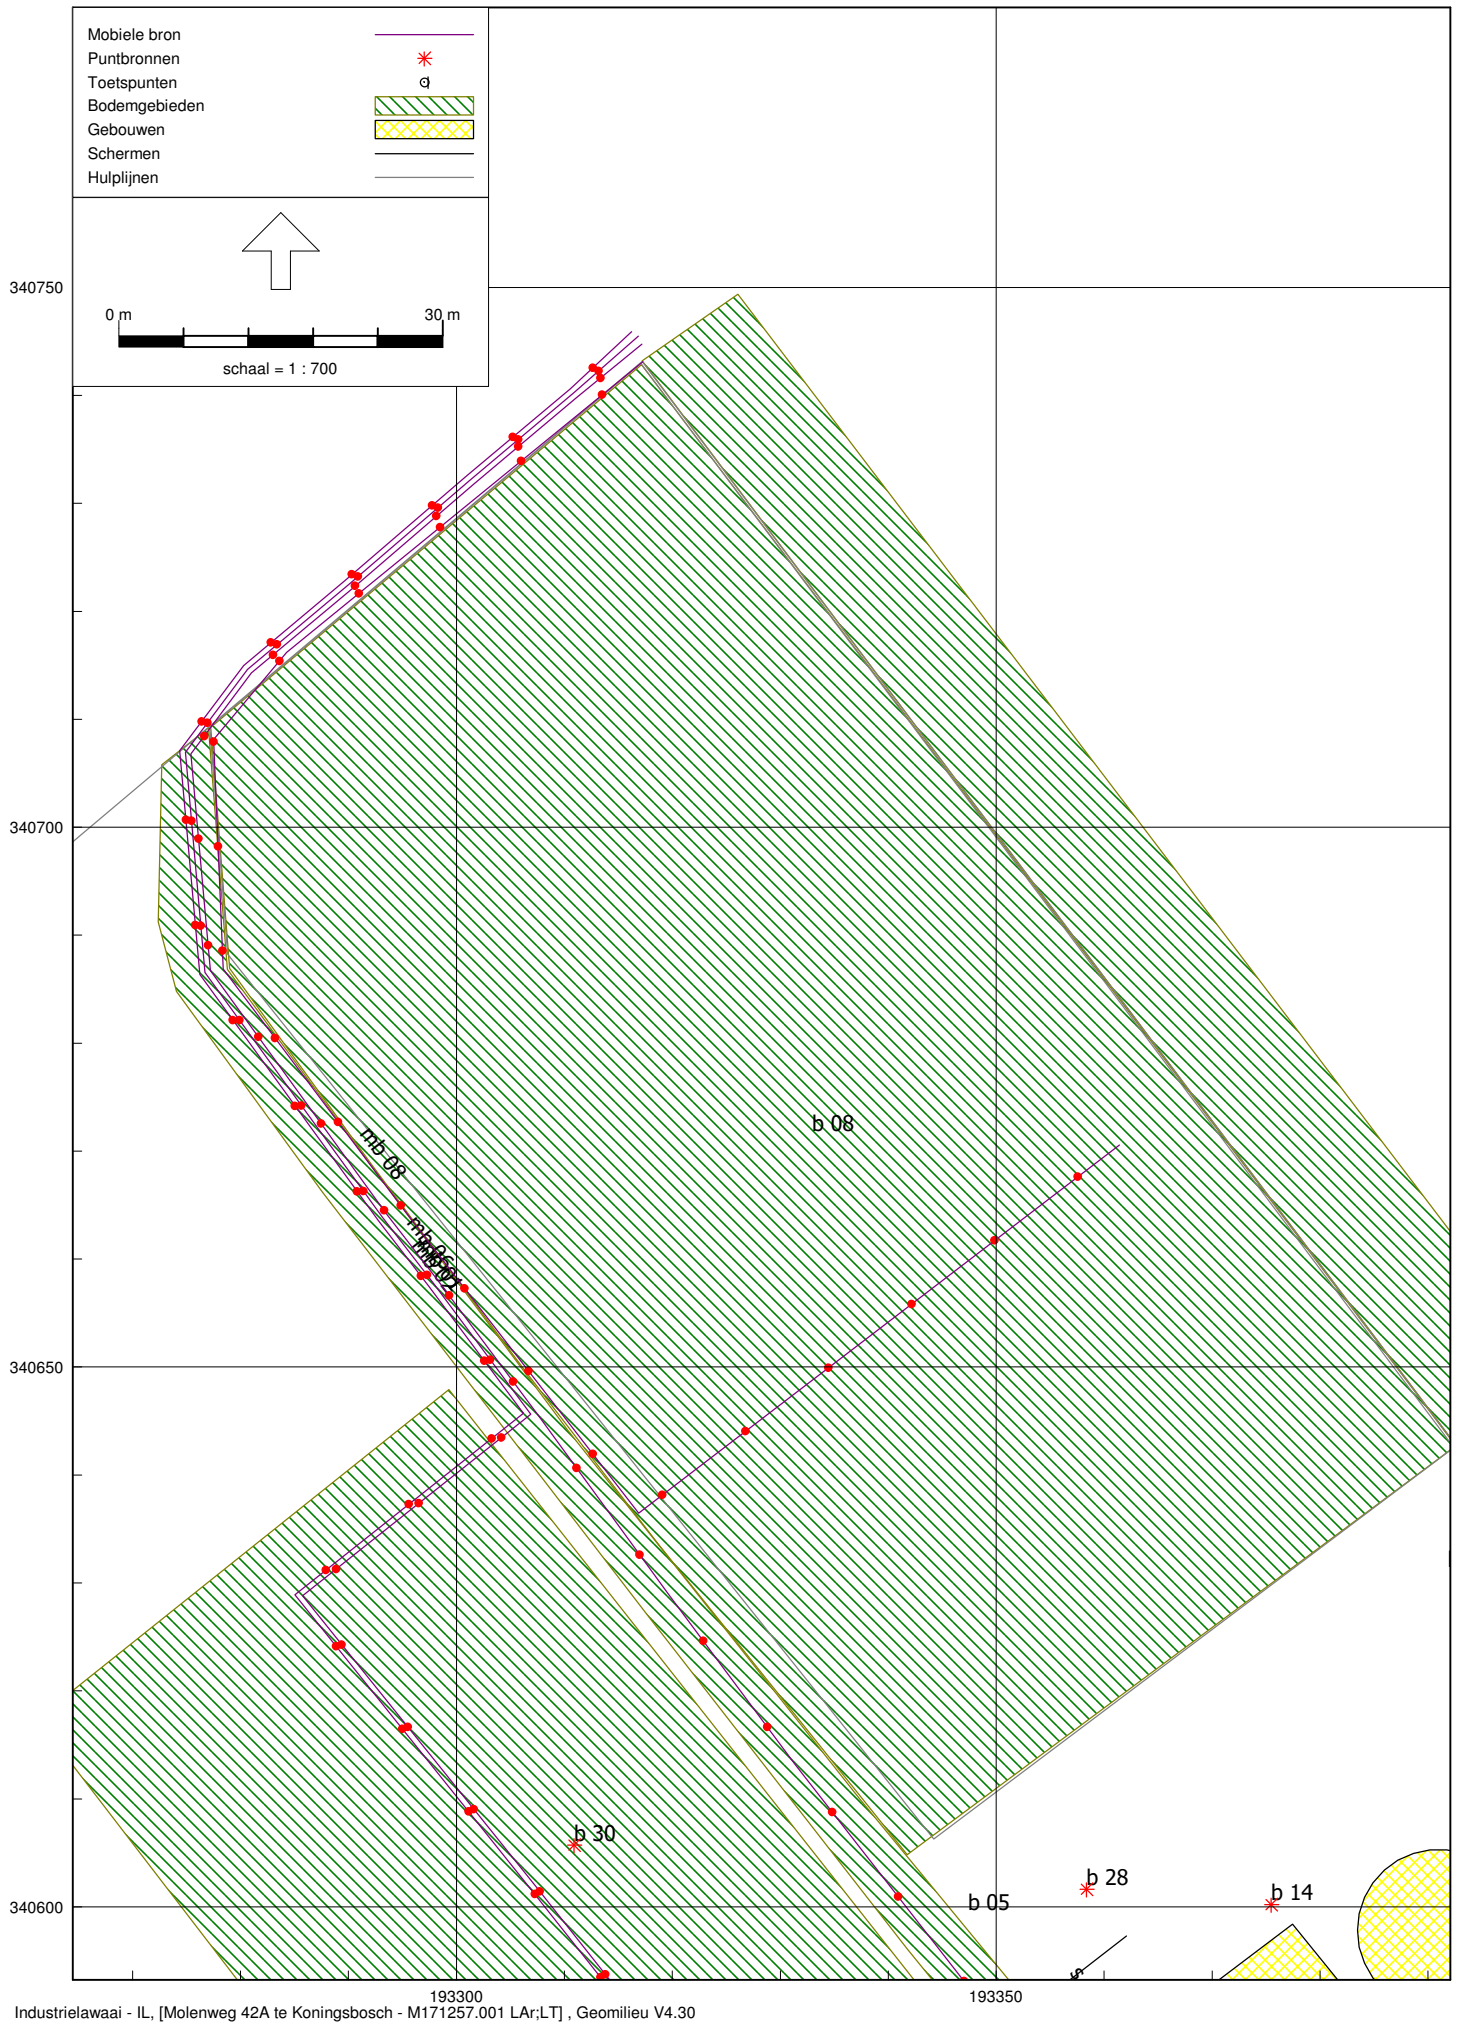 Mobiele bron
Puntbronnen
Toetspunten
Bodemgebieden
Gebouwen
Schermen
Hulplijnen
0 m 30 m
schaal = 1 : 700
340750
340700
b 08
mb 08
mb 06
340650
b 30
b 28
b 14
b 05
340600
s
193300 193350
Industrielawaai - IL, [Molenweg 42A te Koningsbosch - M171257.001 LAr;LT] , Geomilieu V4.30